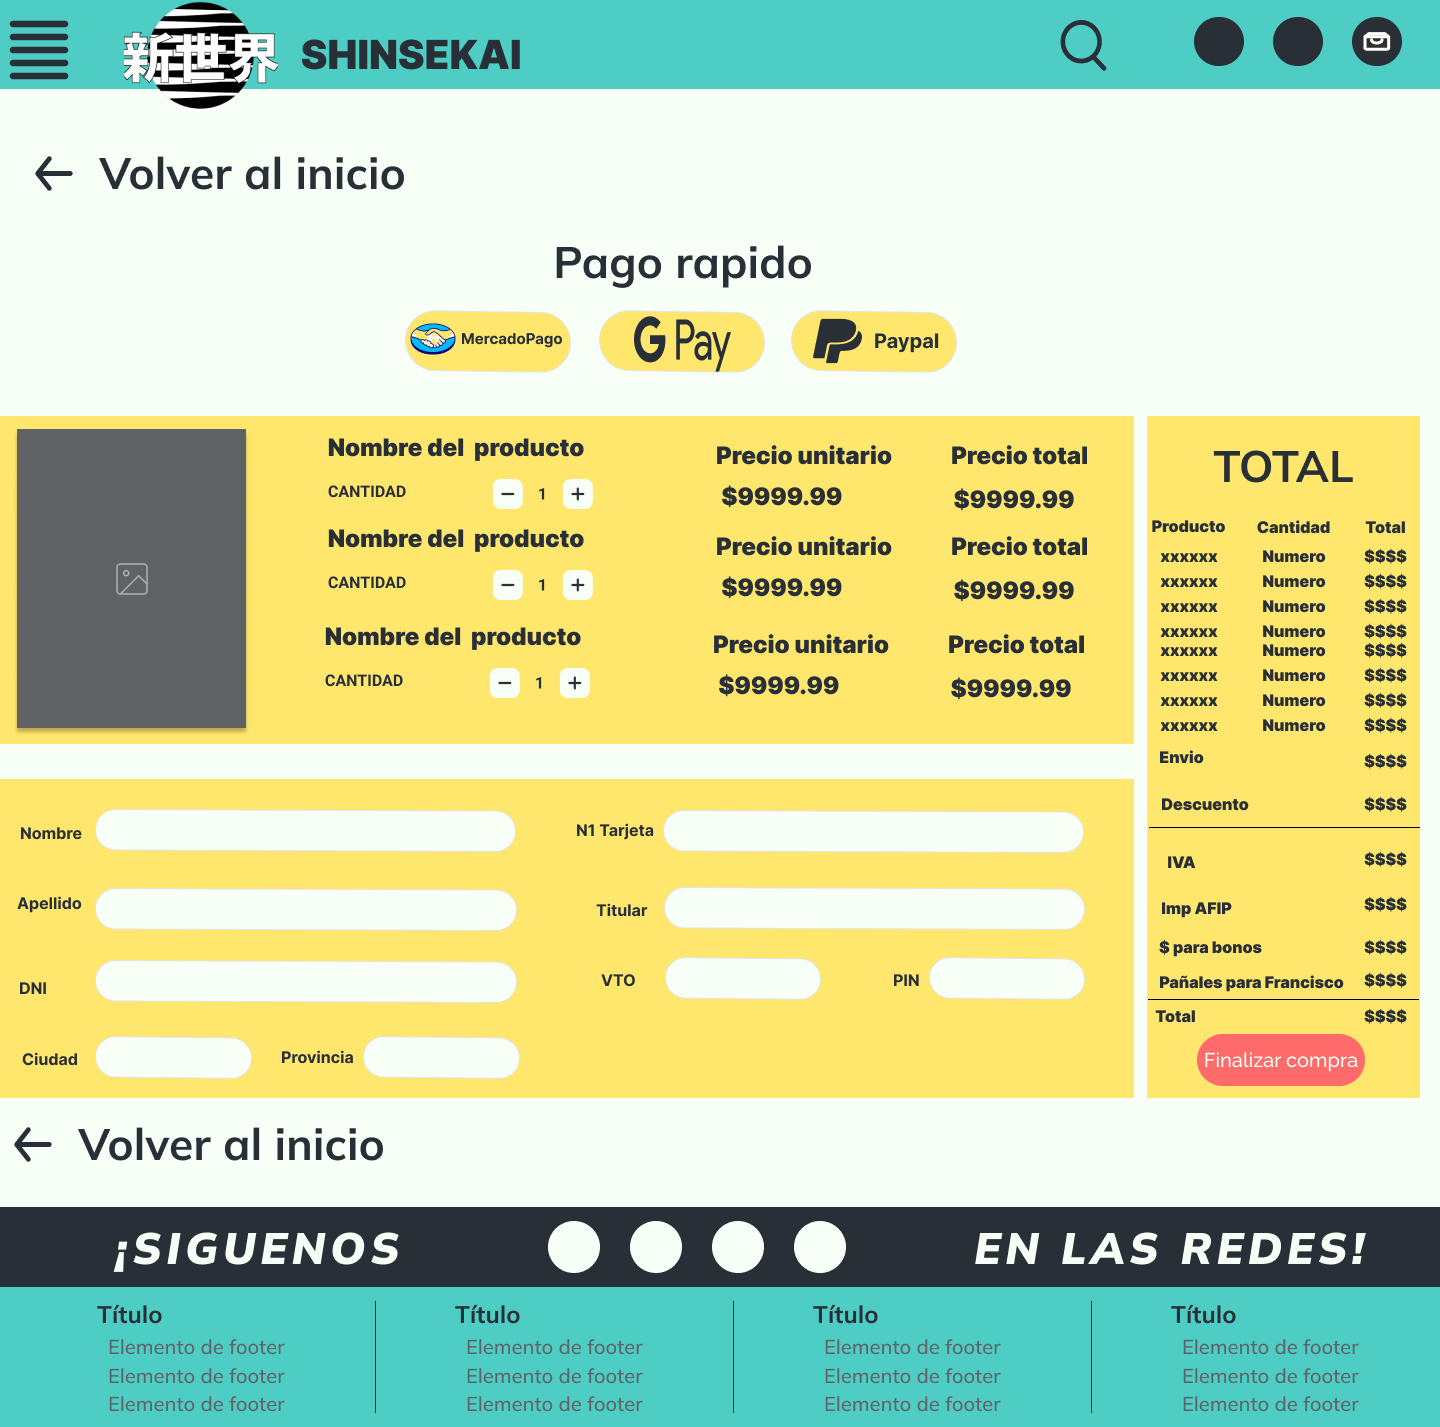 新世界 SHINSEKAI
Volver al inicio
Pago rapido
MercadoPago
G Pay
Paypal
Nombre del producto
CANTIDAD
1
Precio unitario
$9999.99
Precio total
$9999.99
Nombre del producto
CANTIDAD
1
Precio unitario
$9999.99
Precio total
$9999.99
Nombre del producto
CANTIDAD
1
Precio unitario
$9999.99
Precio total
$9999.99
TOTAL
Producto Cantidad Total
xxxxxx Numero $$$$
xxxxxx Numero $$$$
xxxxxx Numero $$$$
xxxxxx Numero $$$$
xxxxxx Numero $$$$
xxxxxx Numero $$$$
xxxxxx Numero $$$$
xxxxxx Numero $$$$
Envio $$$$
Descuento $$$$
IVA $$$$
Imp AFIP $$$$
$ para bonos $$$$
Pañales para Francisco $$$$
Total $$$$
Finalizar compra
Nombre
Apellido
DNI
Ciudad Provincia
N1 Tarjeta
Titular
VTO PIN
Volver al inicio
¡SIGUENOS EN LAS REDES!
Título
Elemento de footer
Elemento de footer
Elemento de footer
Título
Elemento de footer
Elemento de footer
Elemento de footer
Título
Elemento de footer
Elemento de footer
Elemento de footer
Título
Elemento de footer
Elemento de footer
Elemento de footer